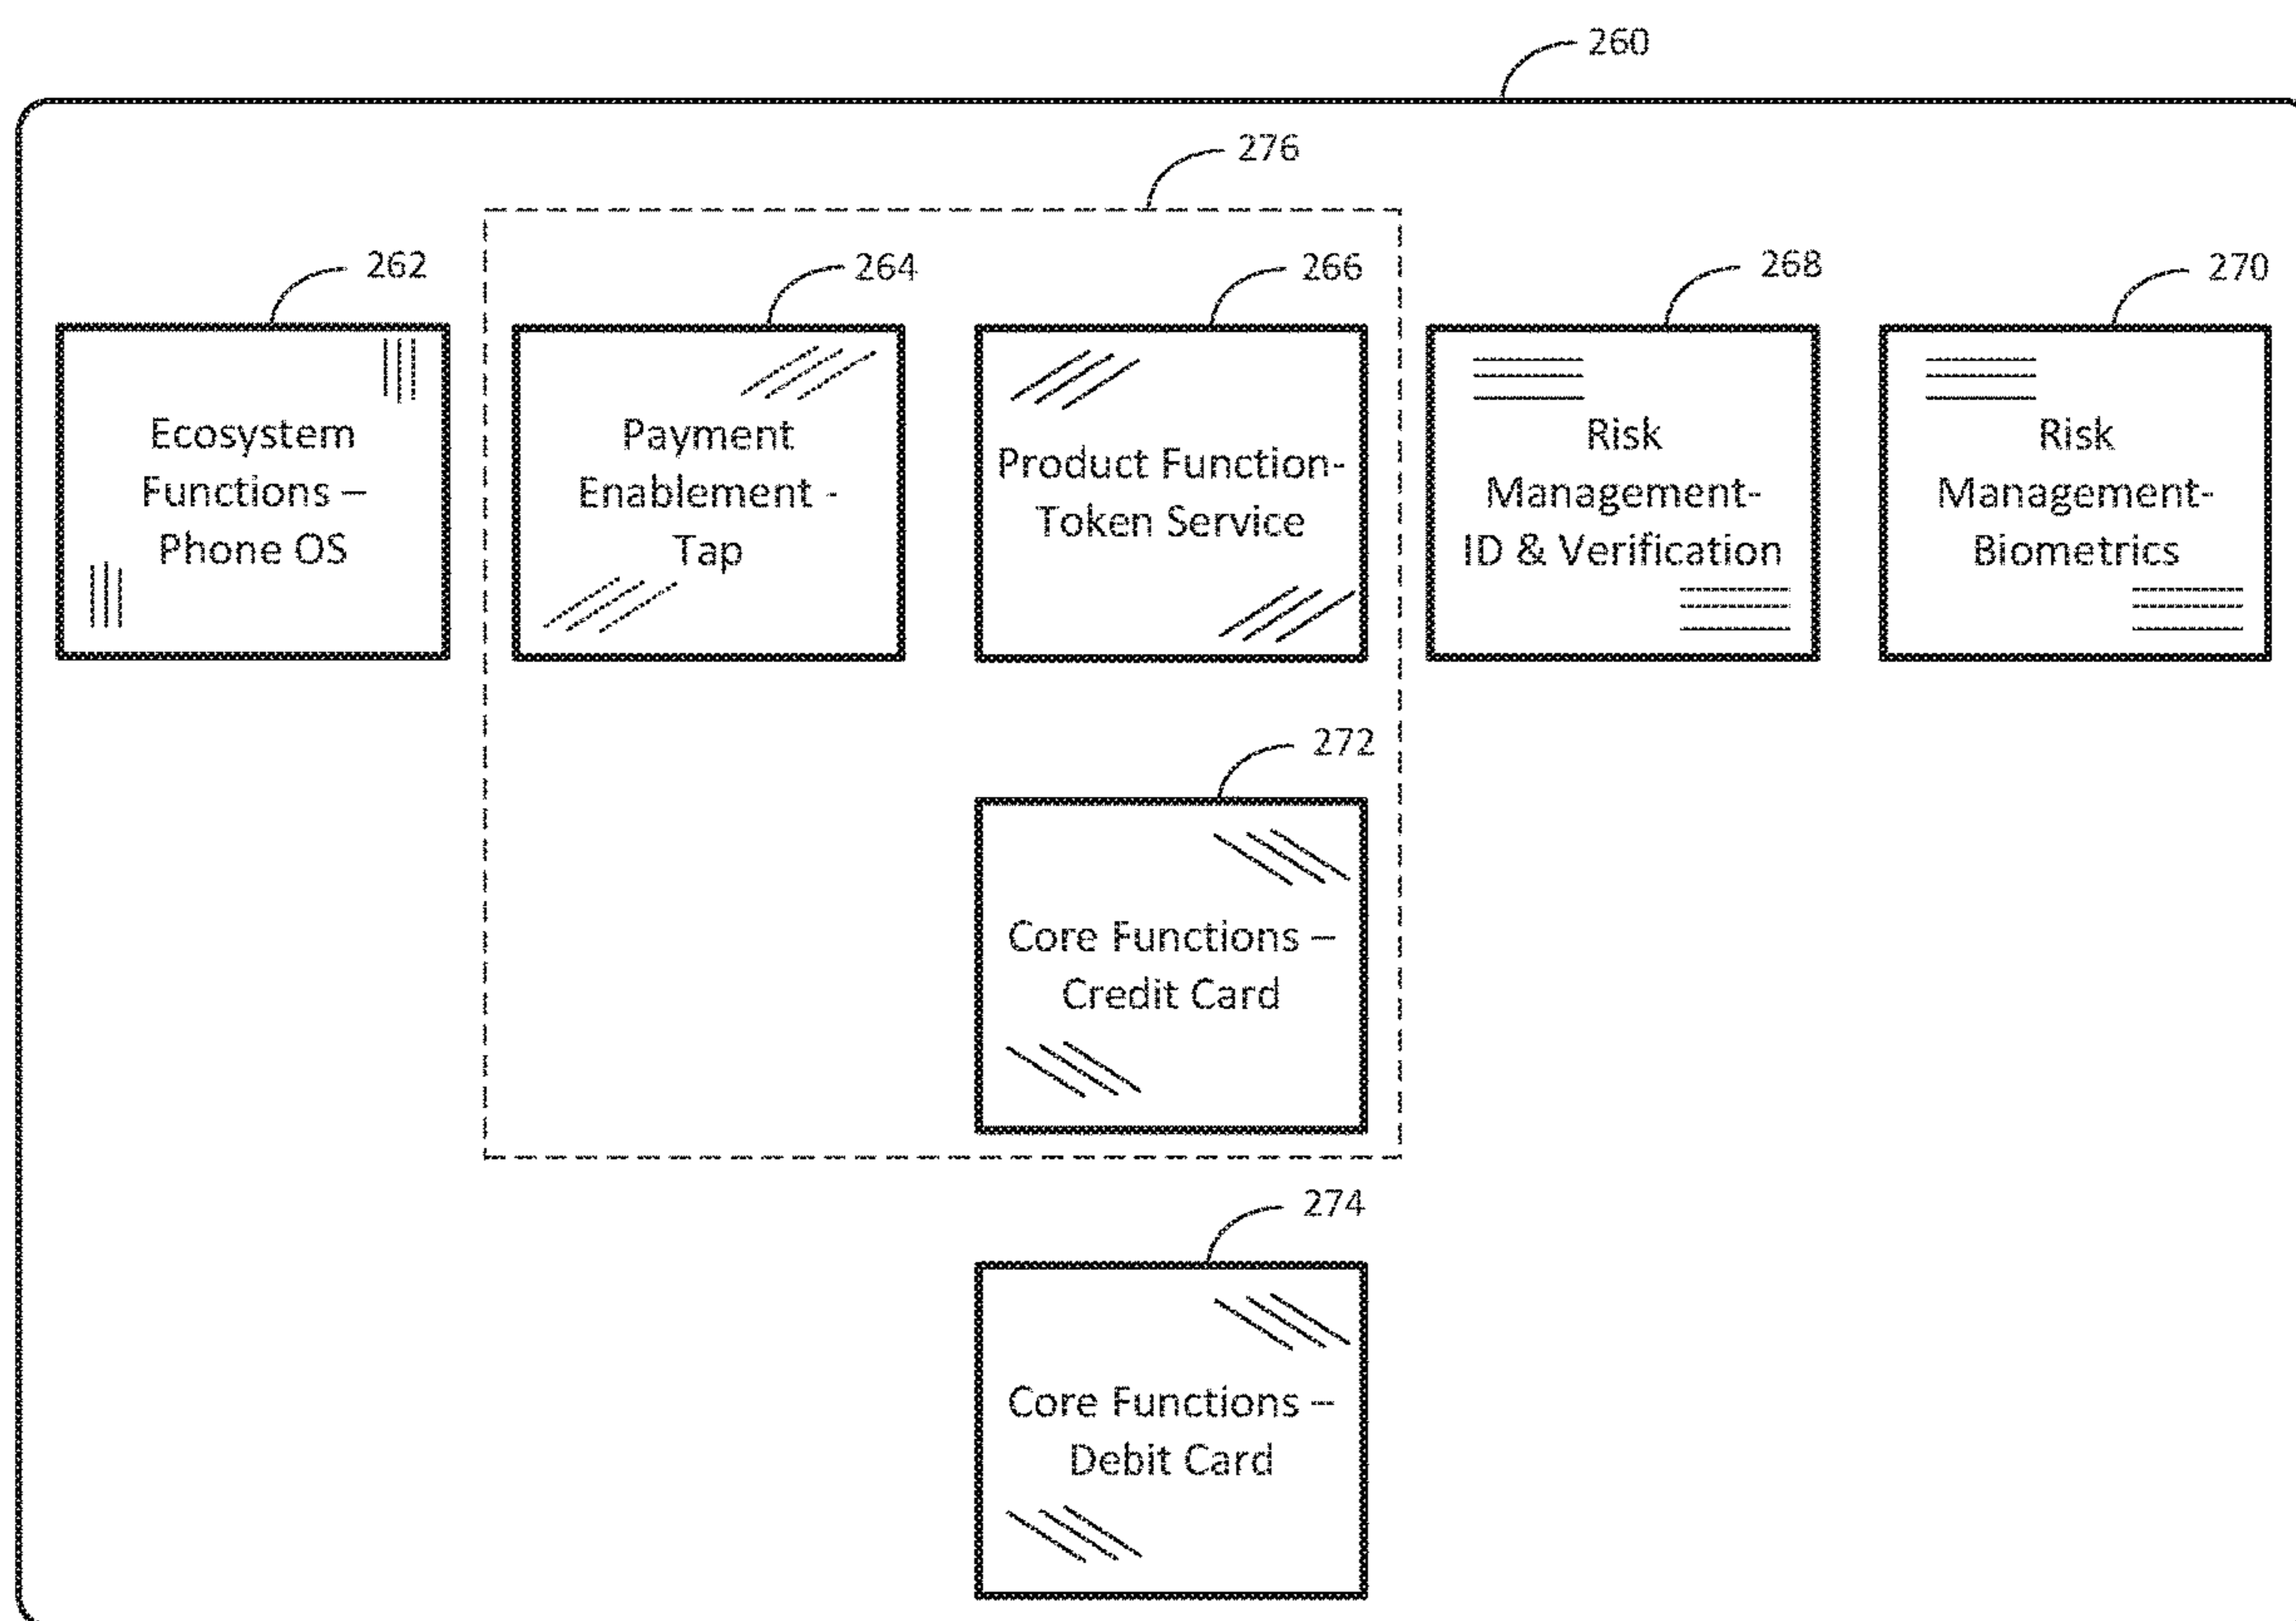 260
276
262
264
266
268
270
Ecosystem
Functions –
Phone OS
Payment
Enablement -
Tap
Product Function-
Token Service
Risk
Management-
ID & Verification
Risk
Management-
Biometrics
272
Core Functions –
Credit Card
274
Core Functions –
Debit Card